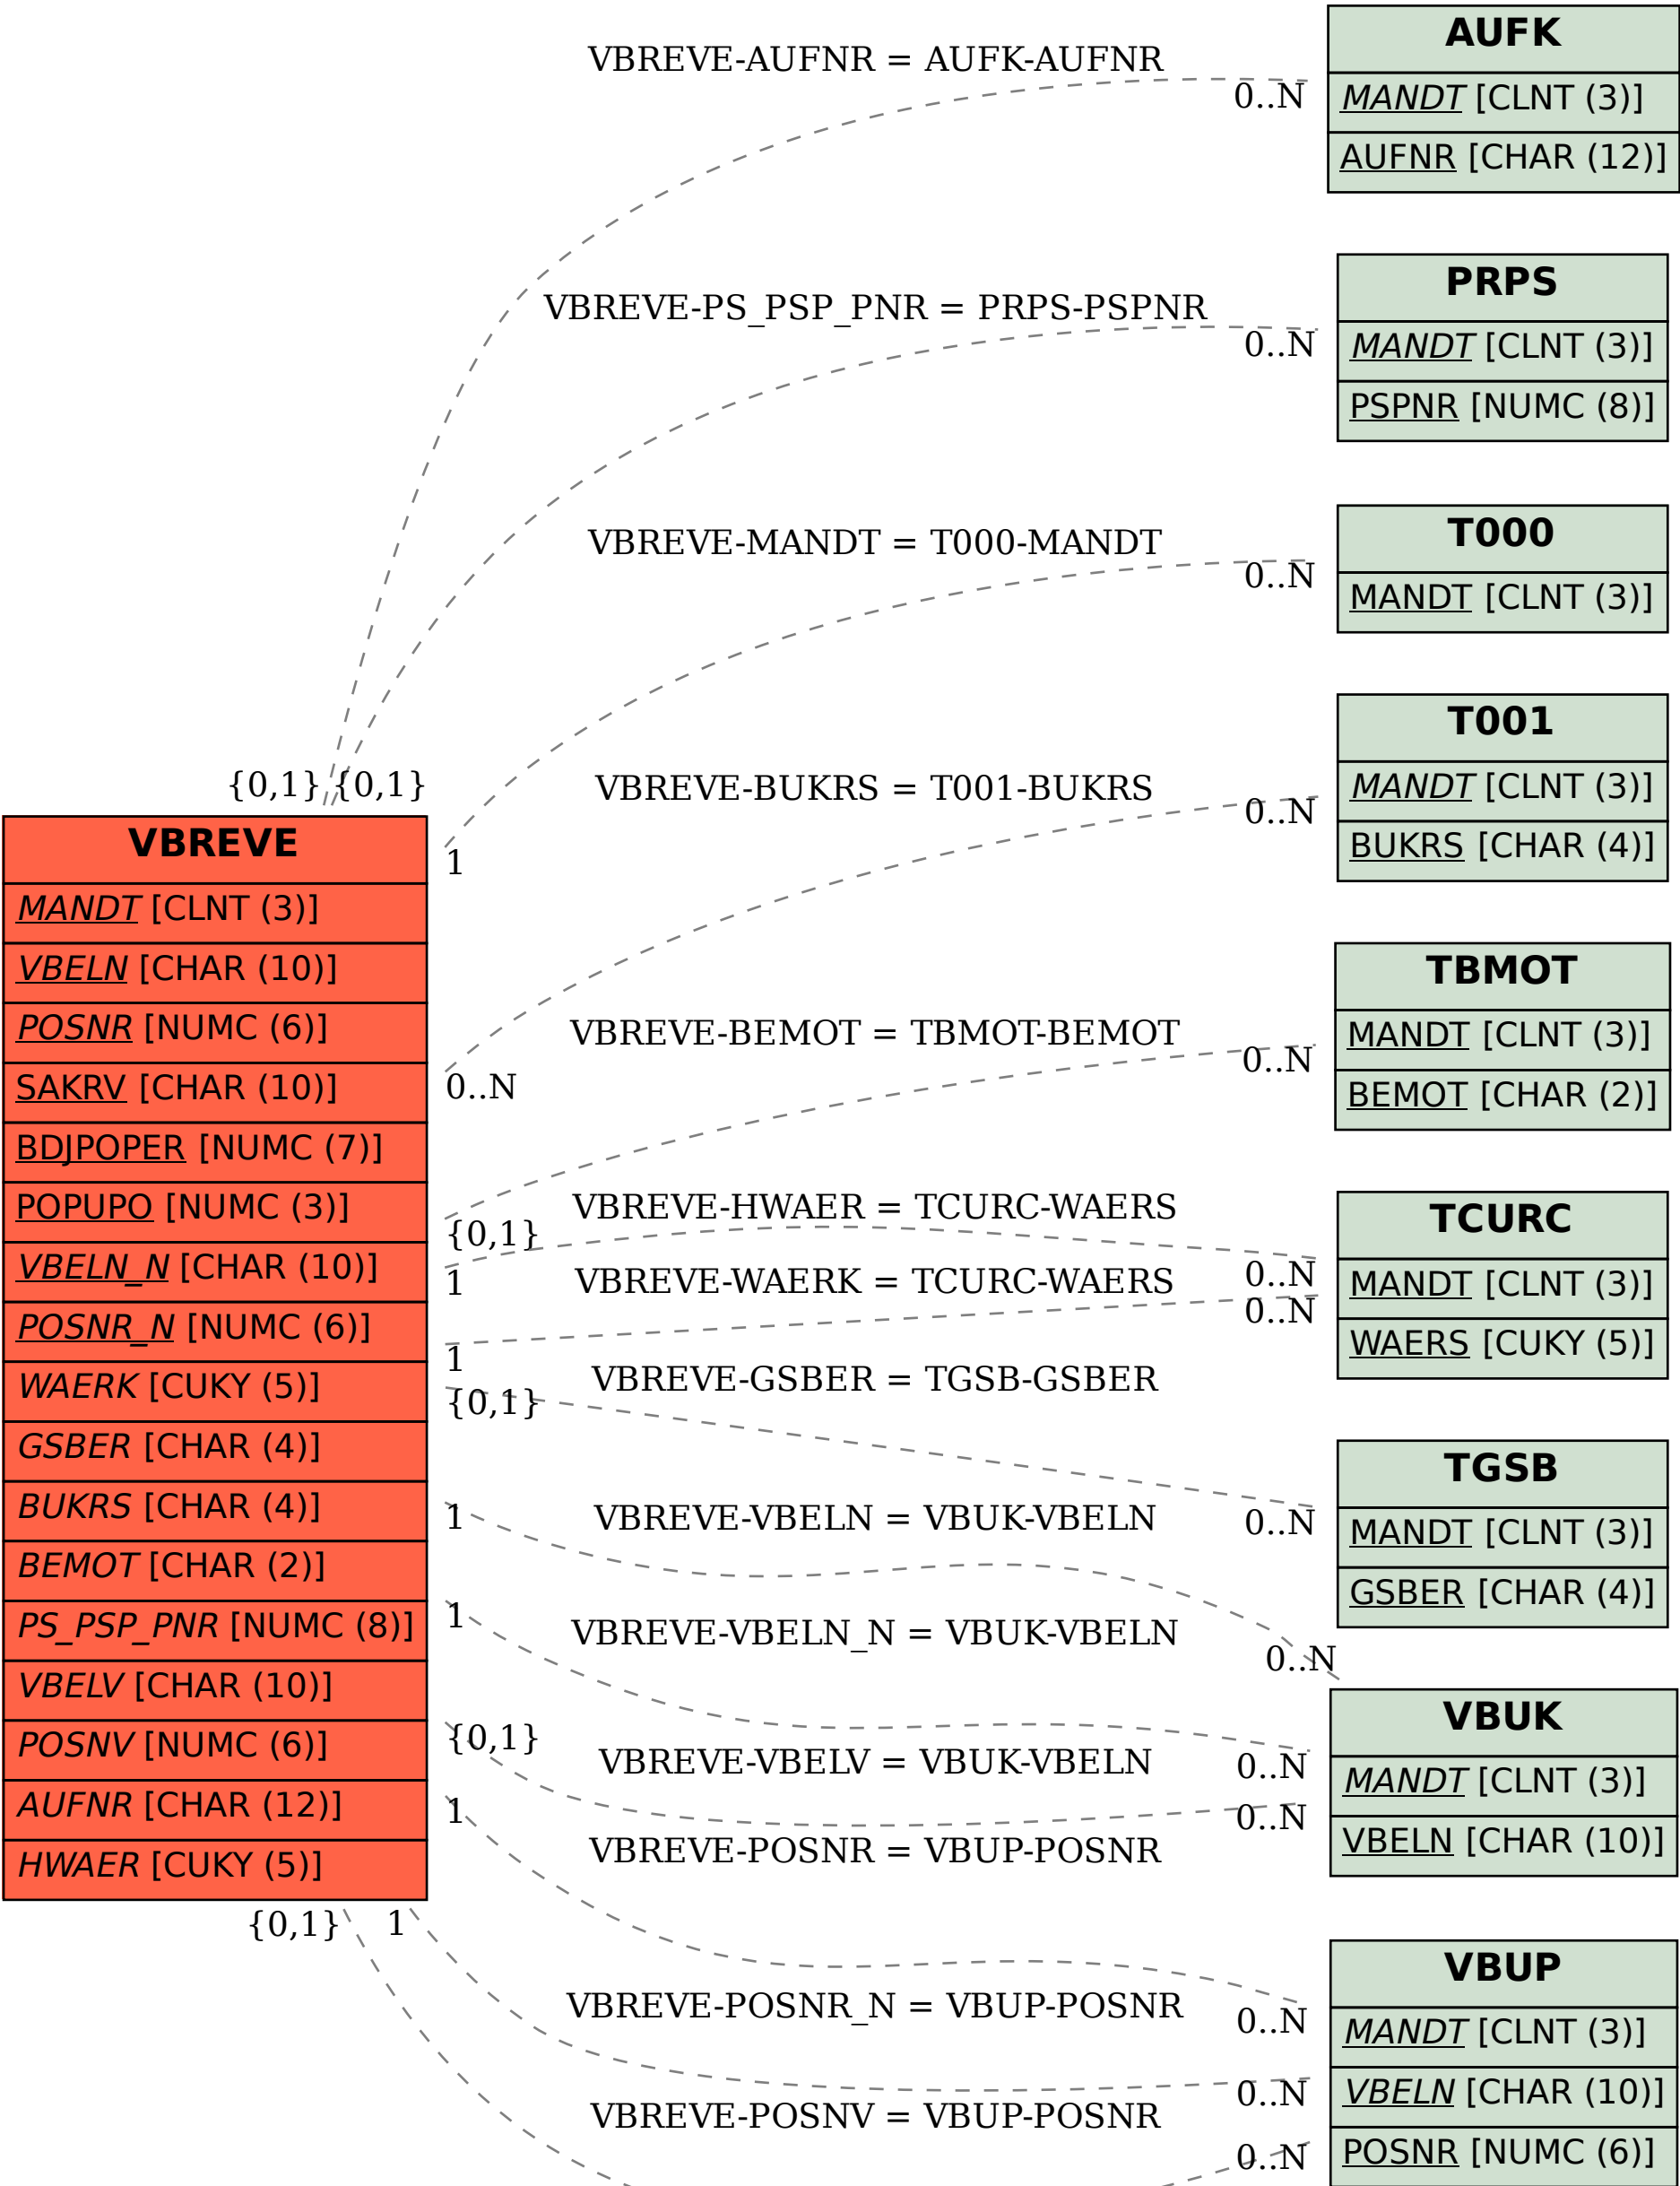 VBREVE-AUFNR = AUFK-AUFNR
0..N
AUFK
MANDT [CLNT (3)]
AUFNR [CHAR (12)]
VBREVE-PS_PSP_PNR = PRPS-PSPNR
0..N
PRPS
MANDT [CLNT (3)]
PSPNR [NUMC (8)]
VBREVE-MANDT = T000-MANDT
0..N
T000
MANDT [CLNT (3)]
VBREVE-BUKRS = T001-BUKRS
0..N
T001
MANDT [CLNT (3)]
BUKRS [CHAR (4)]
{0,1} {0,1}
1
0..N
VBREVE
MANDT [CLNT (3)]
VBELN [CHAR (10)]
POSNR [NUMC (6)]
SAKRV [CHAR (10)]
BDJPOPER [NUMC (7)]
POPUPO [NUMC (3)]
VBELN_N [CHAR (10)]
POSNR_N [NUMC (6)]
WAERK [CUKY (5)]
GSBER [CHAR (4)]
BUKRS [CHAR (4)]
BEMOT [CHAR (2)]
PS_PSP_PNR [NUMC (8)]
VBELV [CHAR (10)]
POSNV [NUMC (6)]
AUFNR [CHAR (12)]
HWAER [CUKY (5)]
VBREVE-BEMOT = TBMOT-BEMOT
0..N
{0,1}
TBMOT
MANDT [CLNT (3)]
BEMOT [CHAR (2)]
VBREVE-HWAER = TCURC-WAERS
1
0..N
VBREVE-WAERK = TCURC-WAERS
1
0..N
TCURC
MANDT [CLNT (3)]
WAERS [CUKY (5)]
VBREVE-GSBER = TGSB-GSBER
{0,1}
0..N
TGSB
MANDT [CLNT (3)]
GSBER [CHAR (4)]
VBREVE-VBELN = VBUK-VBELN
1
0..N
VBREVE-VBELN_N = VBUK-VBELN
1
0..N
VBREVE-VBELV = VBUK-VBELN
{0,1}
0..N
VBUK
MANDT [CLNT (3)]
VBELN [CHAR (10)]
VBREVE-POSNR = VBUP-POSNR
1
0..N
VBREVE-POSNR_N = VBUP-POSNR
{0,1} 1
0..N
VBREVE-POSNV = VBUP-POSNR
0..N
VBUP
MANDT [CLNT (3)]
VBELN [CHAR (10)]
POSNR [NUMC (6)]